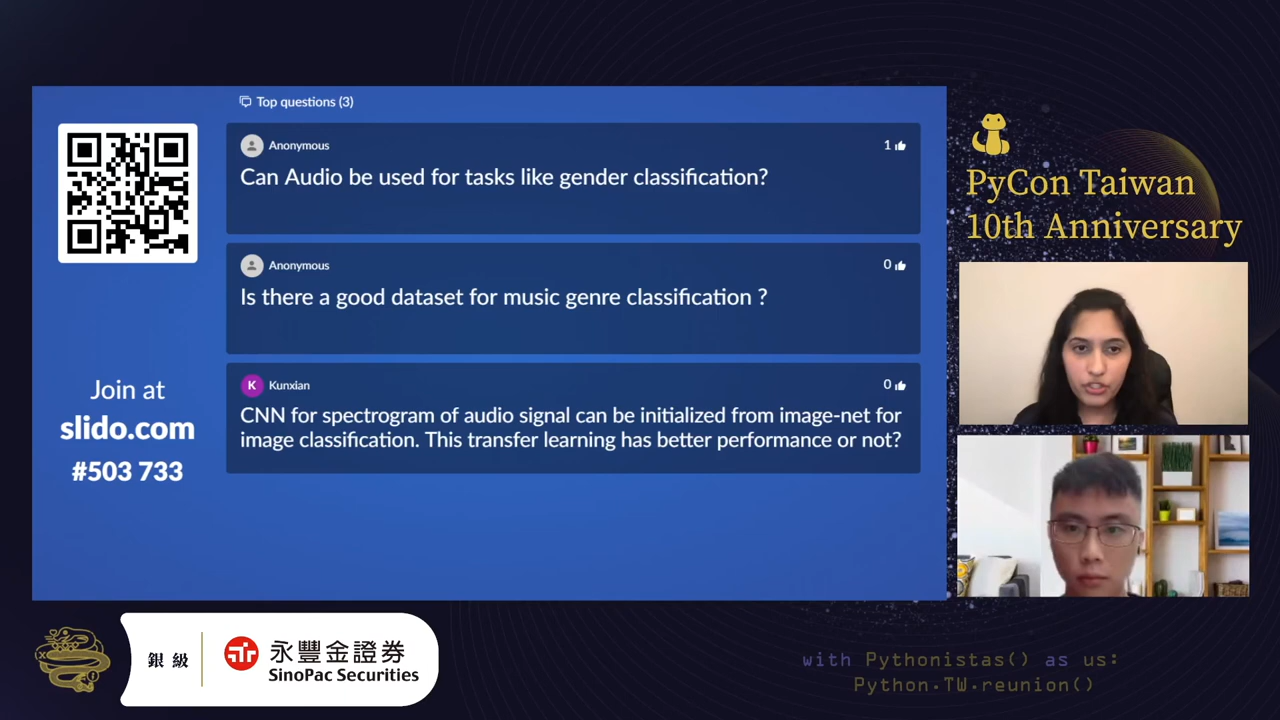 Top questions (3)
Anonymous
1
Can Audio be used for tasks like gender classification?
Anonymous
0
Is there a good dataset for music genre classification ?
K
Kunxian
0
CNN for spectrogram of audio signal can be initialized from image-net for
image classification. This transfer learning has better performance or not?
Join at
slido.com
#503 733
PyCon Taiwan
10th Anniversary
銀級
永豐金證券
SinoPac Securities
with Pythonistas() as us:
Python.TW.reunion()